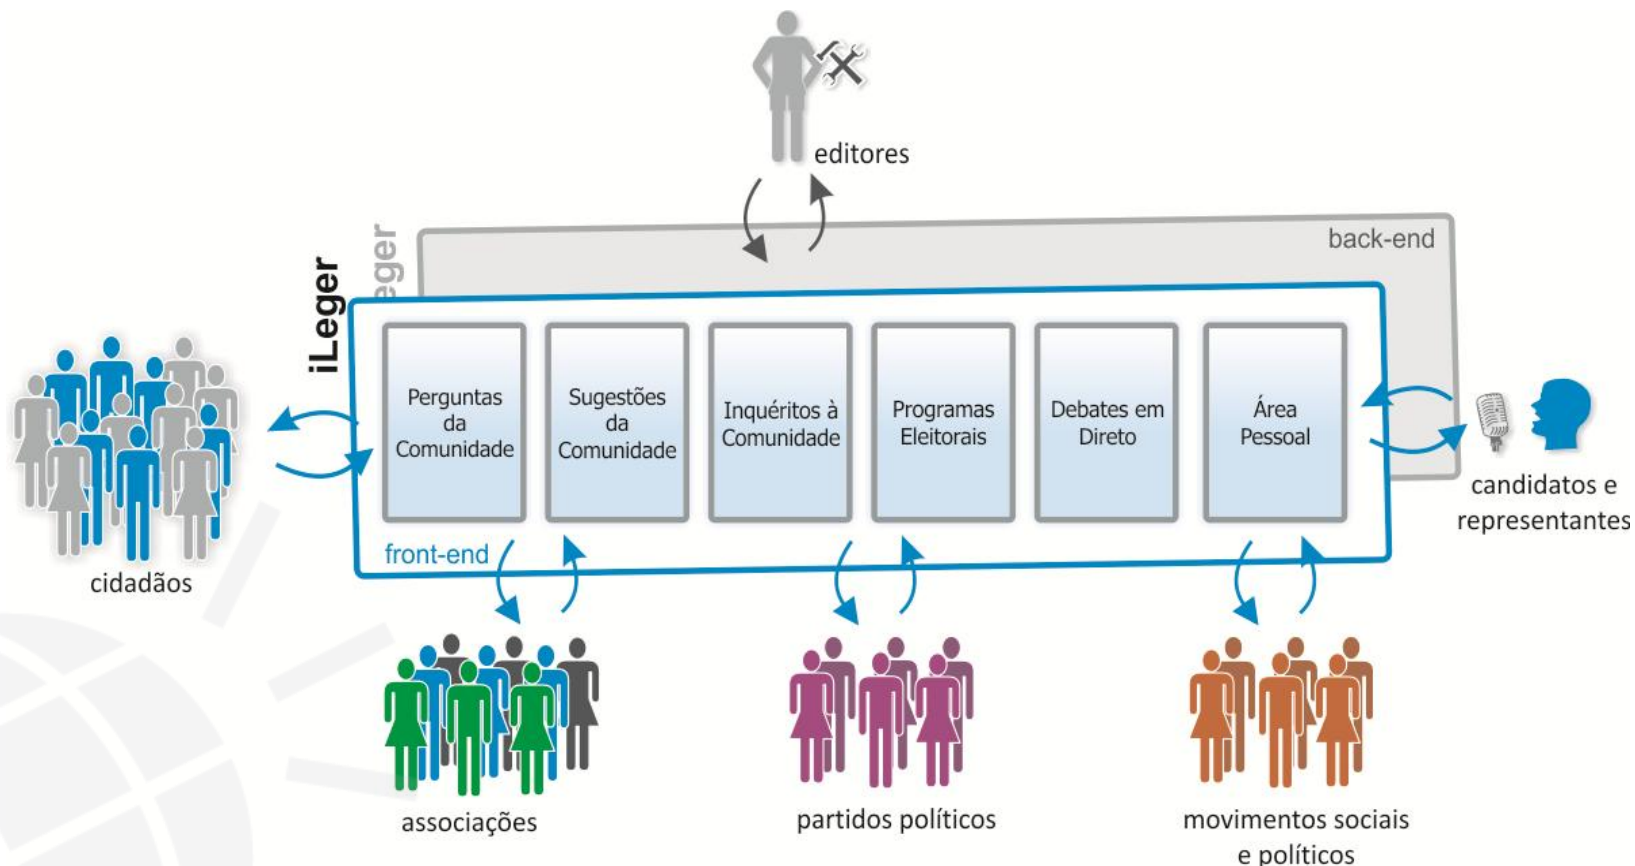 editores
back-end
iLeger
eger
Perguntas
da
Comunidade
Sugestões
da
Comunidade
Inquéritos à
Comunidade
Programas
Eleitorais
Debates em
Direto
Área
Pessoal
front-end
cidadãos
candidatos e
representantes
associações
partidos políticos
movimentos sociais
e políticos